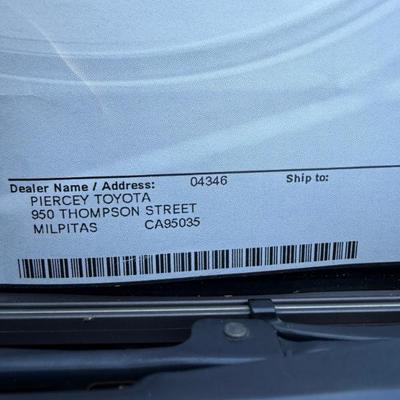 Dealer Name / Address: 04346 Ship to:
PIERCEY TOYOTA
950 THOMPSON STREET
MILPITAS CA95035